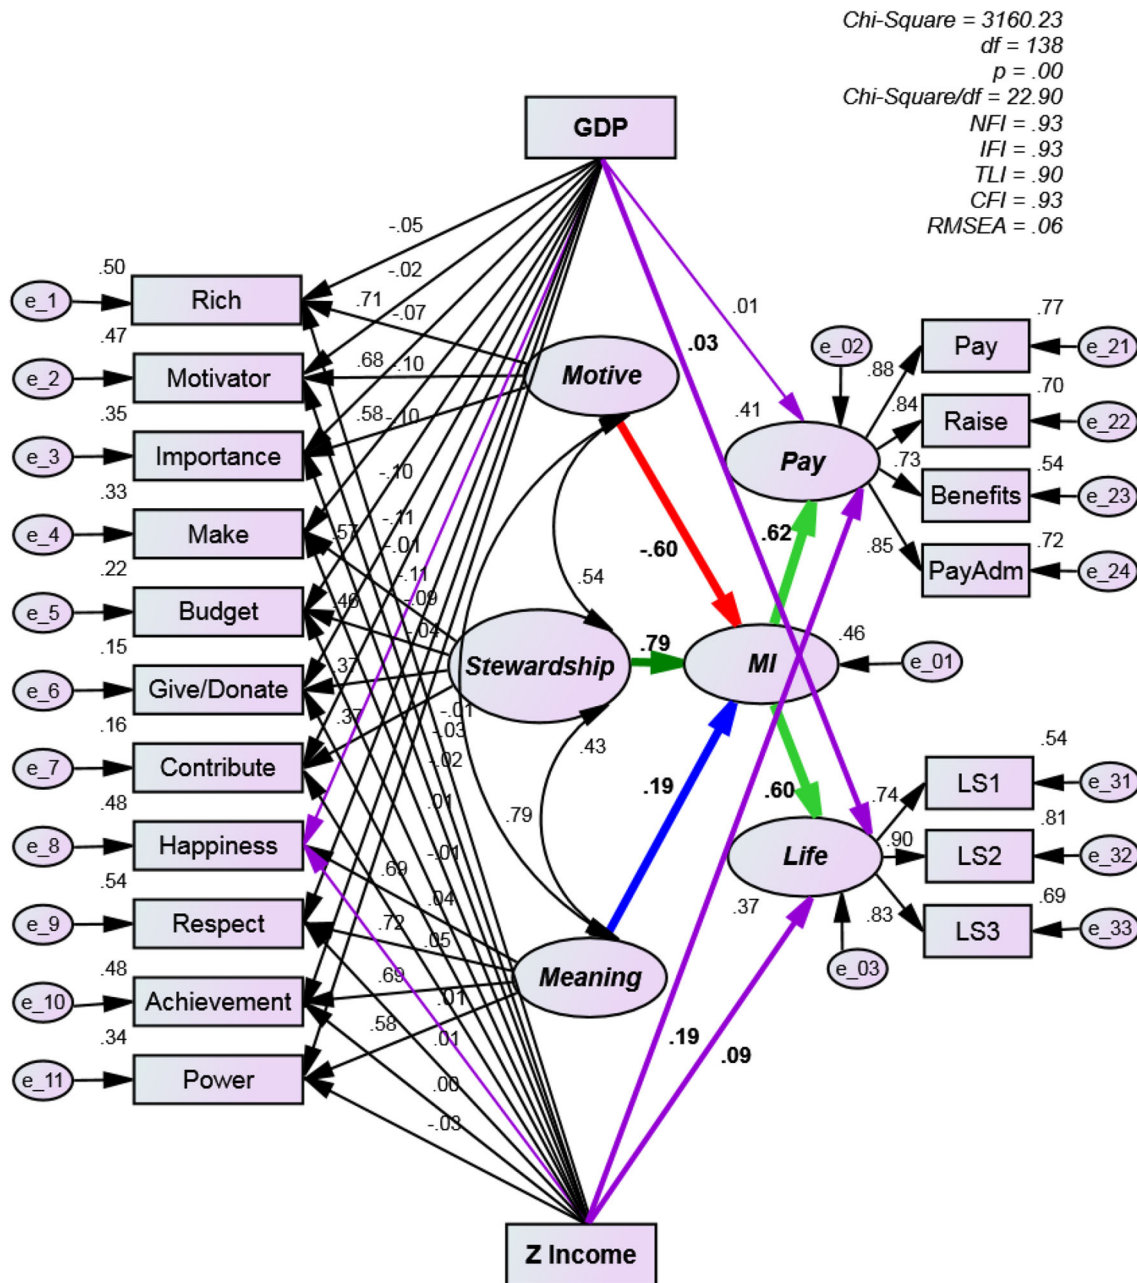 Chi-Square = 3160.23
df = 138
p = .00
Chi-Square/df = 22.90
NFI = .93
IFI = .93
TLI = .90
CFI = .93
RMSEA = .06
GDP
-.05
.50
-.02
e_1
Rich
.71
-.07
.01
.77
.47
.03
e_02
Pay
e_21
e_2
Motivator
.68
-.10
Motive
.88
.70
.35
.58
-.10
.41
.84
Raise
e_22
e_3
Importance
-.10
Pay
.73
.54
.33
Benefits
e_23
e_4
Make
.57
-.11
-.01
-.60
.62
.85
.72
PayAdm
e_24
.22
-.11
.54
e_5
Budget
.46
-.09
-.04
.15
.79
.46
Stewardship
MI
e_01
e_6
Give/Donate
.37
.16
.37
-.01
-.03
.43
.54
e_7
Contribute
.02
.19
.60
.74
LS1
e_31
.48
.01
.79
.81
e_8
Happiness
-.01
.90
LS2
e_32
.54
.69
.04
Life
.37
.83
.69
e_9
Respect
.72
.05
LS3
e_33
.48
.69
Meaning
e_03
e_10
Achievement
.01
.34
.58
.01
.19
.09
e_11
Power
.00
-.03
Z Income